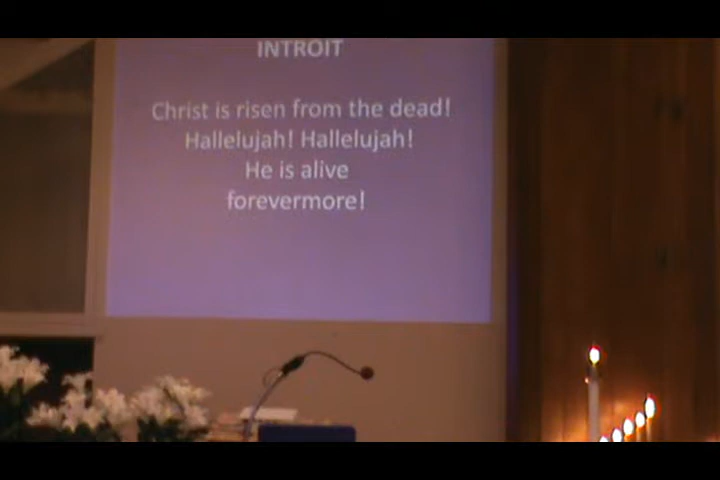 INTROIT
Christ is risen from the dead!
Hallelujah! Hallelujah!
He is alive
forevermore!